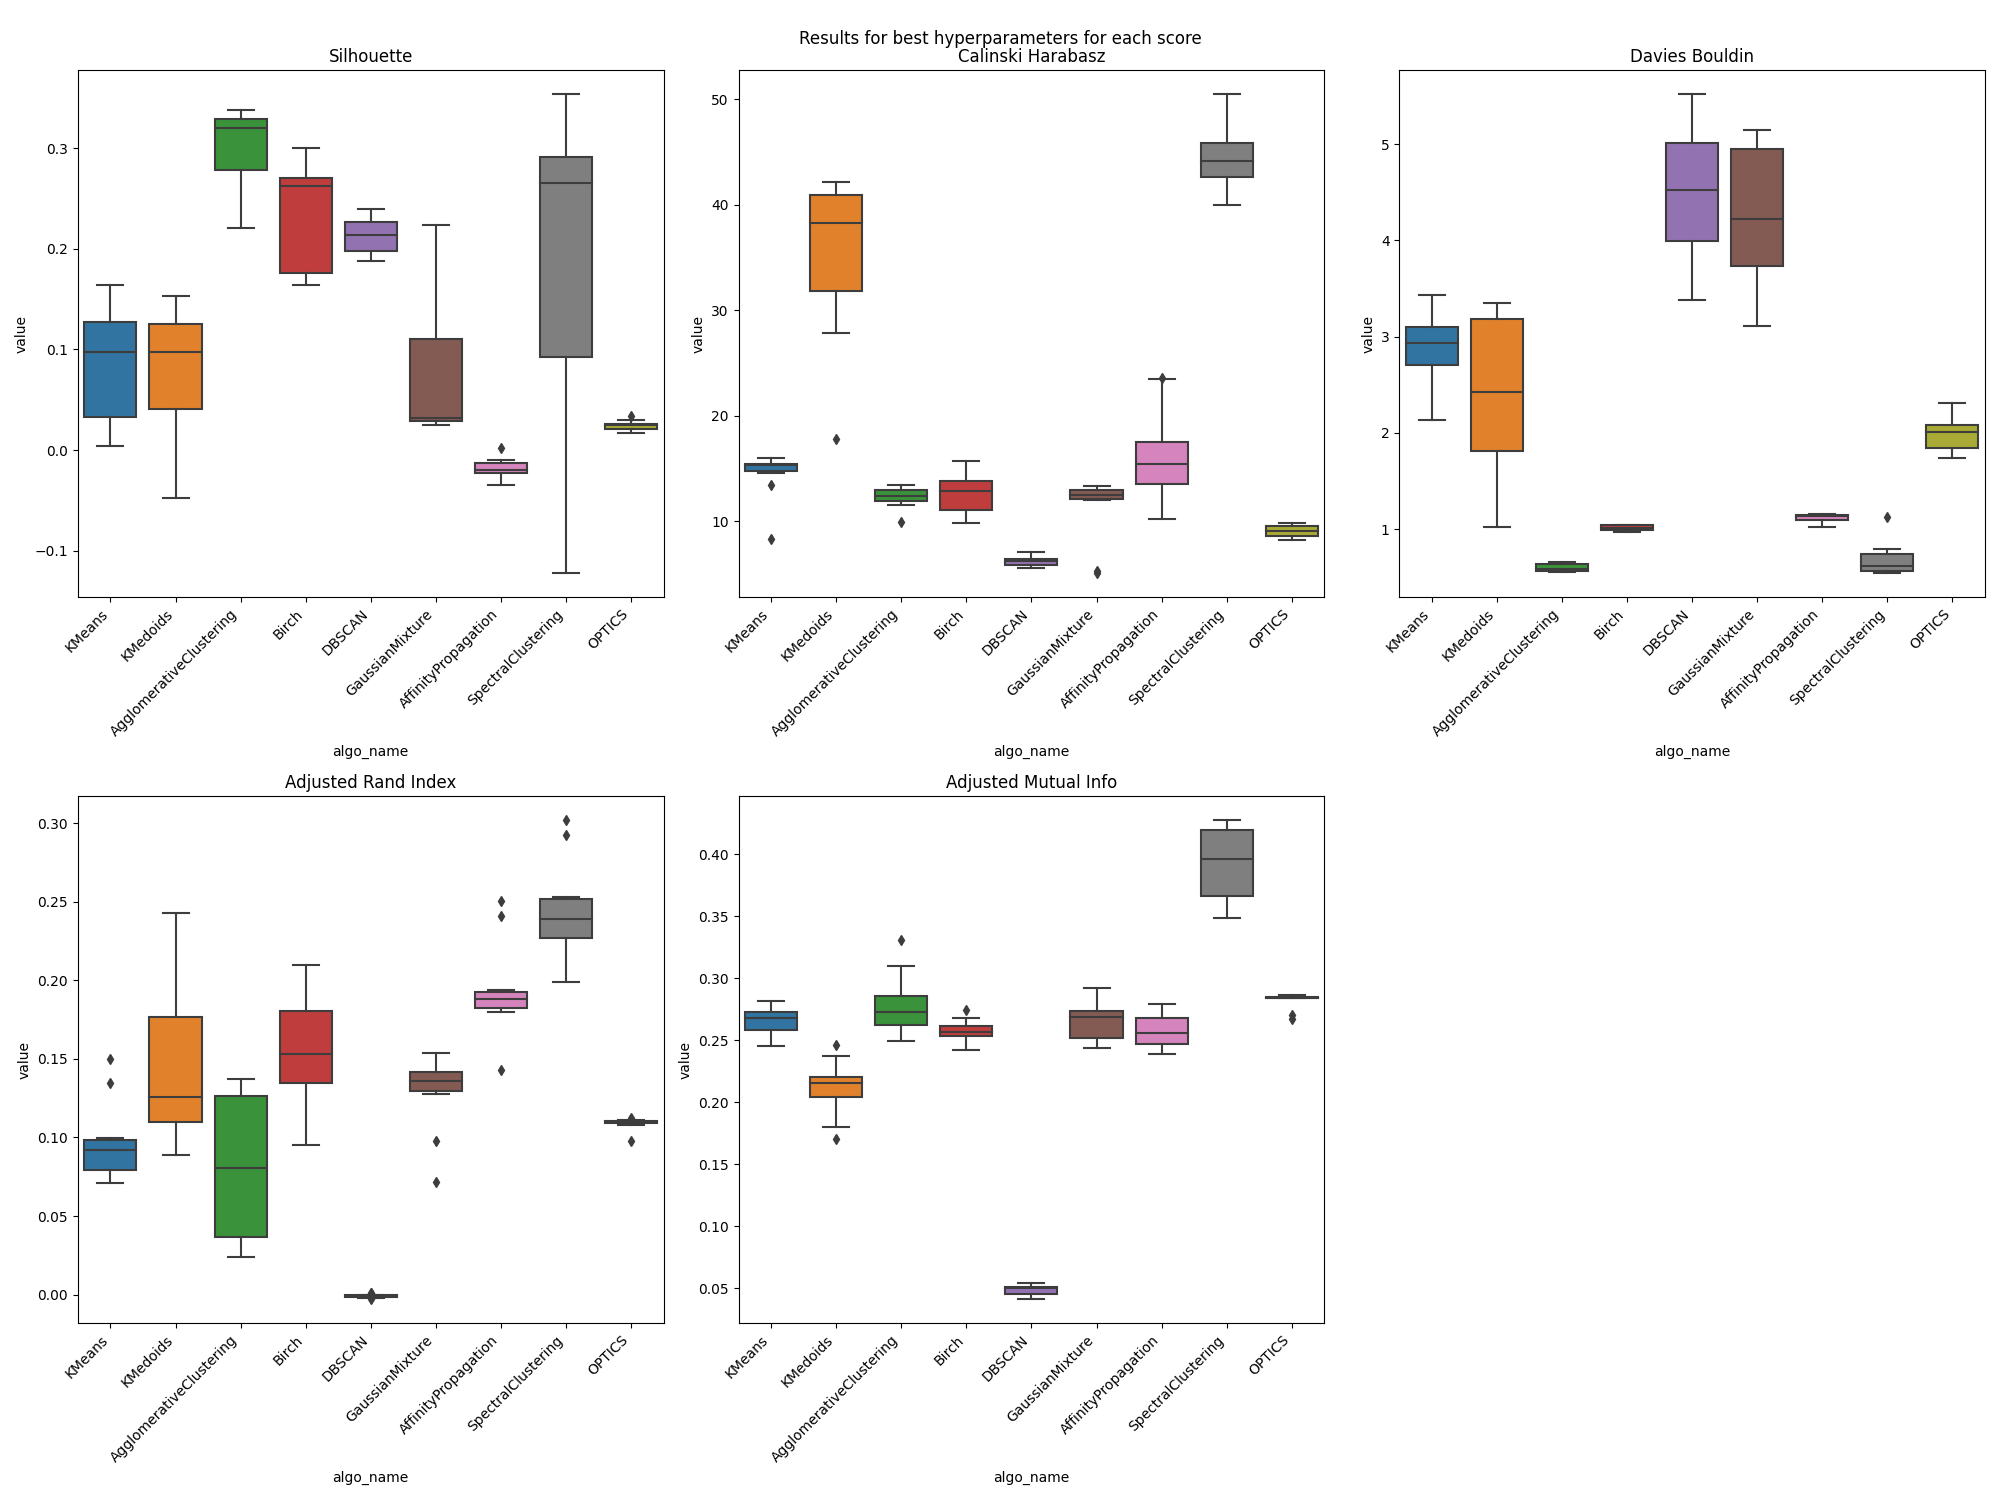 Results for best hyperparameters for each score
Silhouette
value
0.3
0.2
0.1
0.0
−0.1
KMeans
KMedoids
AgglomerativeClustering
Birch
DBSCAN
GaussianMixture
AffinityPropagation
SpectralClustering
OPTICS
algo_name
Calinski Harabasz
value
50
40
30
20
10
KMeans
KMedoids
AgglomerativeClustering
Birch
DBSCAN
GaussianMixture
AffinityPropagation
SpectralClustering
OPTICS
algo_name
Davies Bouldin
value
5
4
3
2
1
KMeans
KMedoids
AgglomerativeClustering
Birch
DBSCAN
GaussianMixture
AffinityPropagation
SpectralClustering
OPTICS
algo_name
Adjusted Rand Index
value
0.30
0.25
0.20
0.15
0.10
0.05
0.00
KMeans
KMedoids
AgglomerativeClustering
Birch
DBSCAN
GaussianMixture
AffinityPropagation
SpectralClustering
OPTICS
algo_name
Adjusted Mutual Info
value
0.40
0.35
0.30
0.25
0.20
0.15
0.10
0.05
KMeans
KMedoids
AgglomerativeClustering
Birch
DBSCAN
GaussianMixture
AffinityPropagation
SpectralClustering
OPTICS
algo_name